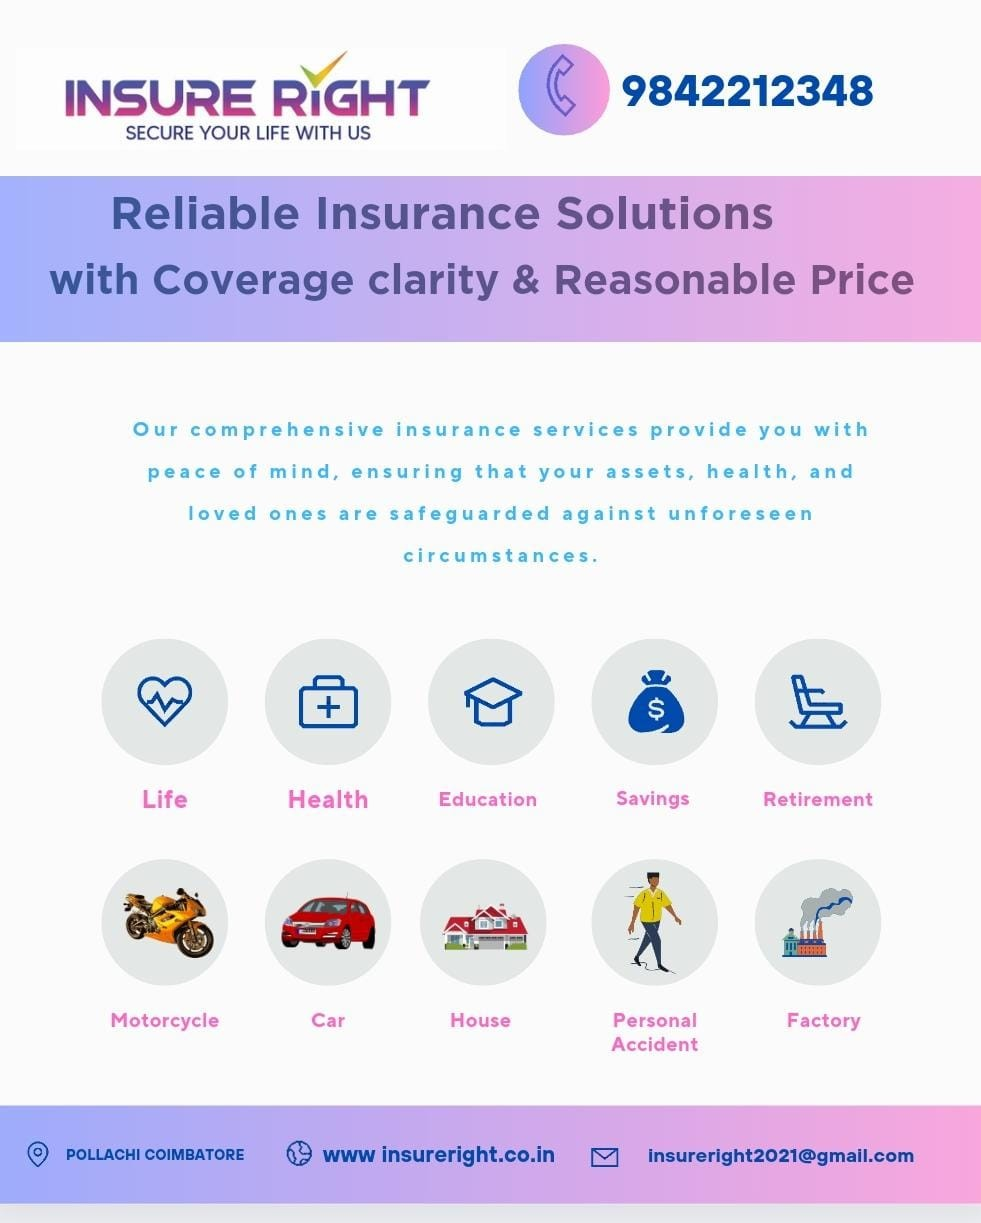 INSURE RIGHT
SECURE YOUR LIFE WITH US
9842212348
Reliable Insurance Solutions
with Coverage clarity & Reasonable Price
Our comprehensive insurance services provide you with
peace of mind, ensuring that your assets, health, and
loved ones are safeguarded against unforeseen
circumstances.
$
Life
Health
Education
Savings
Retirement
Motorcycle
Car
House
Personal
Accident
Factory
POLLACHI COIMBATORE
www insureright.co.in
insureright2021@gmail.com